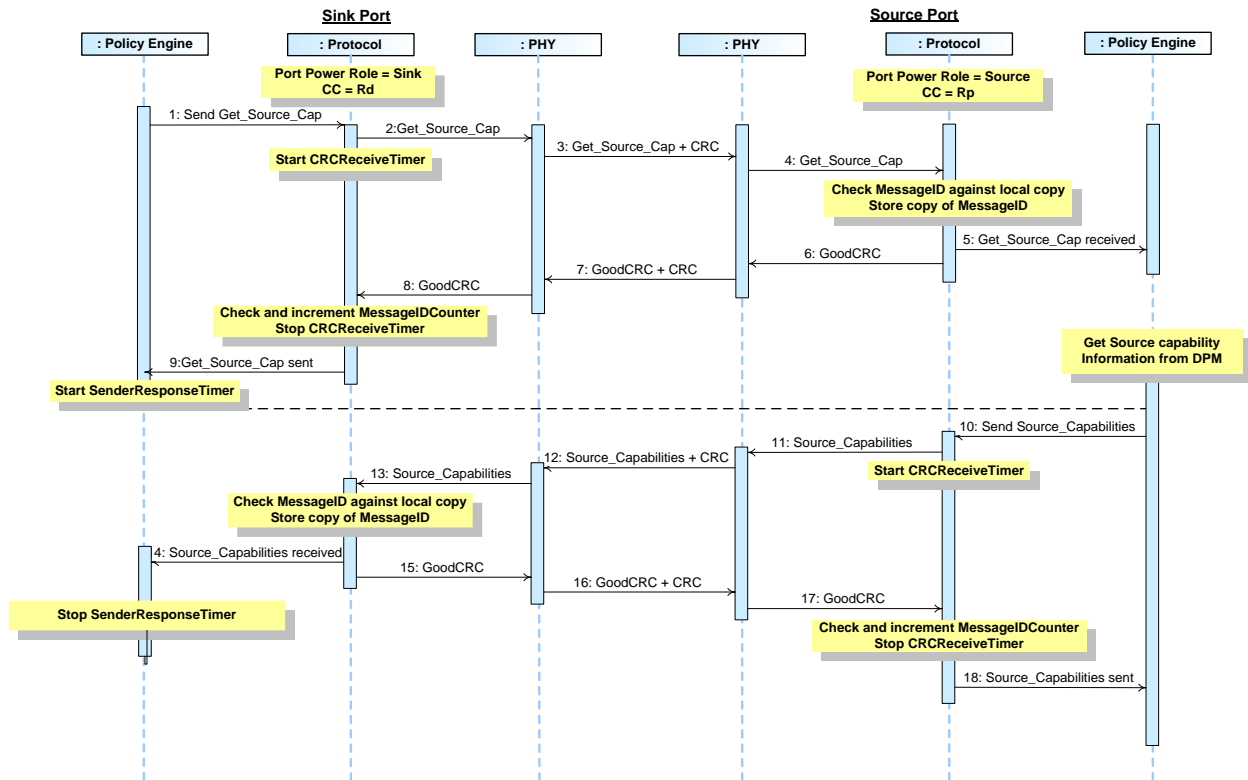 Sink Port
Source Port
: Policy Engine
: Protocol
: PHY
: PHY
: Protocol
: Policy Engine
Port Power Role = Sink
CC = Rd
Port Power Role = Source
CC = Rp
1: Send Get_Source_Cap
2:Get_Source_Cap
Start CRCReceiveTimer
3: Get_Source_Cap + CRC
4: Get_Source_Cap
Check MessageID against local copy
Store copy of MessageID
5: Get_Source_Cap received
6: GoodCRC
7: GoodCRC + CRC
8: GoodCRC
Check and increment MessageIDCounter
Stop CRCReceiveTimer
9:Get_Source_Cap sent
Start SenderResponseTimer
Get Source capability
Information from DPM
10: Send Source_Capabilities
11: Source_Capabilities
Start CRCReceiveTimer
12: Source_Capabilities + CRC
13: Source_Capabilities
Check MessageID against local copy
Store copy of MessageID
4: Source_Capabilities received
15: GoodCRC
16: GoodCRC + CRC
17: GoodCRC
Stop SenderResponseTimer
Check and increment MessageIDCounter
Stop CRCReceiveTimer
18: Source_Capabilities sent